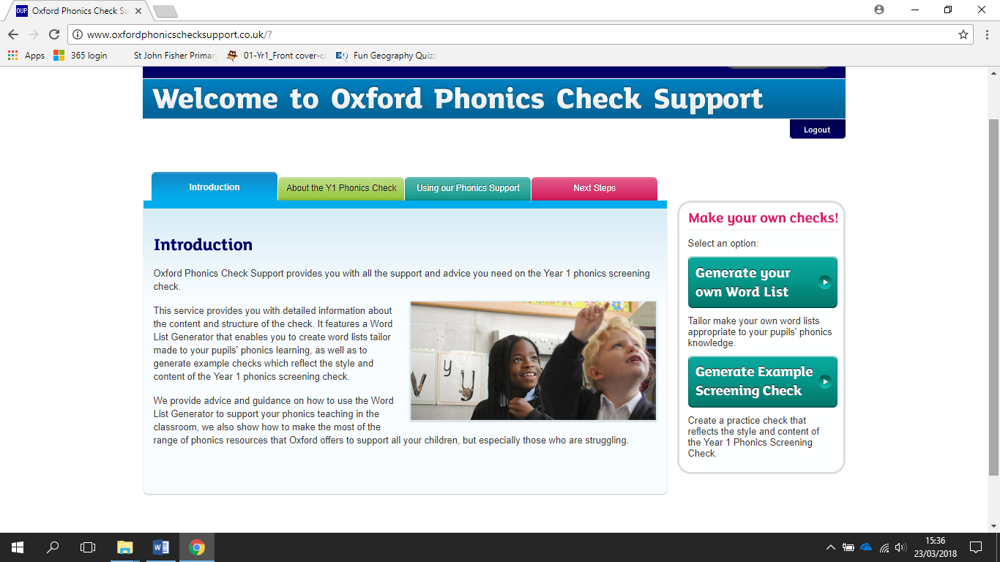 OUP Oxford Phonics Check Su
www.oxfordphonicschecksupport.co.uk/?
Apps 365 login St John Fisher Primar 01-Yr1_Front cover-c Fun Geography Quiz
Welcome to Oxford Phonics Check Support
Logout
Introduction About the Y1 Phonics Check Using our Phonics Support Next Steps
Introduction
Oxford Phonics Check Support provides you with all the support and advice you need on the Year 1 phonics screening
check.
This service provides you with detailed information about
the content and structure of the check. It features a Word
List Generator that enables you to create word lists tailor
made to your pupils' phonics learning, as well as to
generate example checks which reflect the style and
content of the Year 1 phonics screening check.
We provide advice and guidance on how to use the Word
List Generator to support your phonics teaching in the
classroom, we also show how to make the most of the
range of phonics resources that Oxford offers to support all your children, but especially those who are struggling.
v y u
Make your own checks!
Select an option:
Generate your
own Word List
Tailor make your own word lists
appropriate to your pupils' phonics
knowledge.
Generate Example
Screening Check
Create a practice check that
reflects the style and content of
the Year 1 Phonics Screening
Check.
15:36
23/03/2018